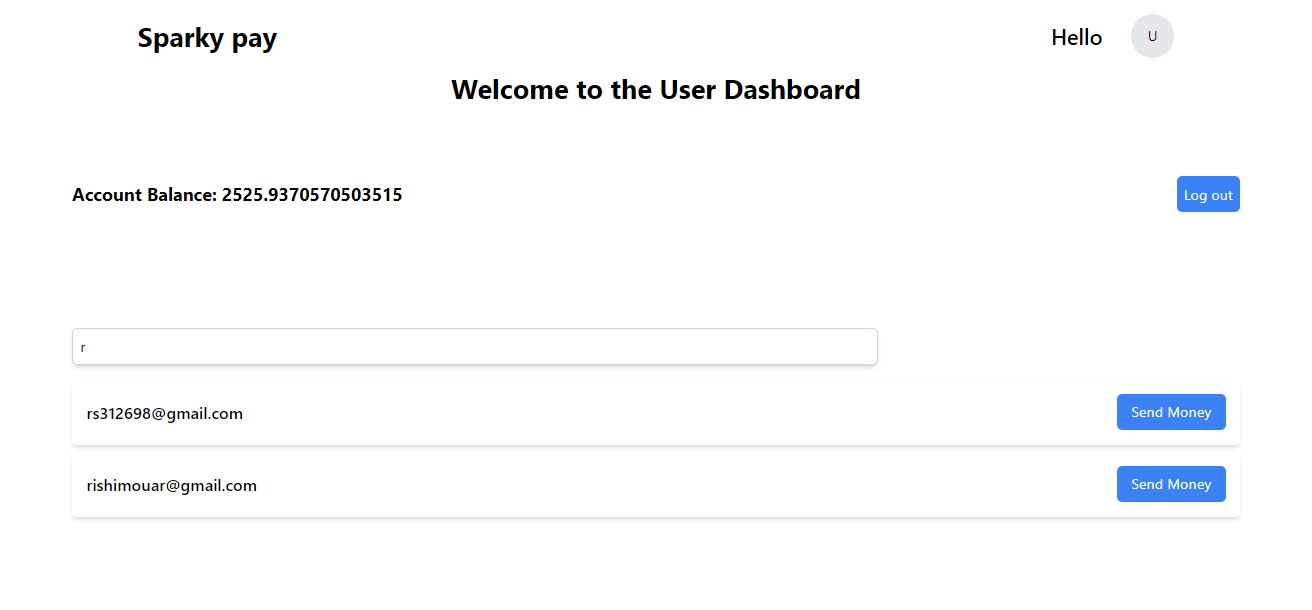 Sparky pay
Hello
U
Welcome to the User Dashboard
Account Balance: 2525.9370570503515
Log out
r
rs312698@gmail.com
Send Money
rishimouar@gmail.com
Send Money